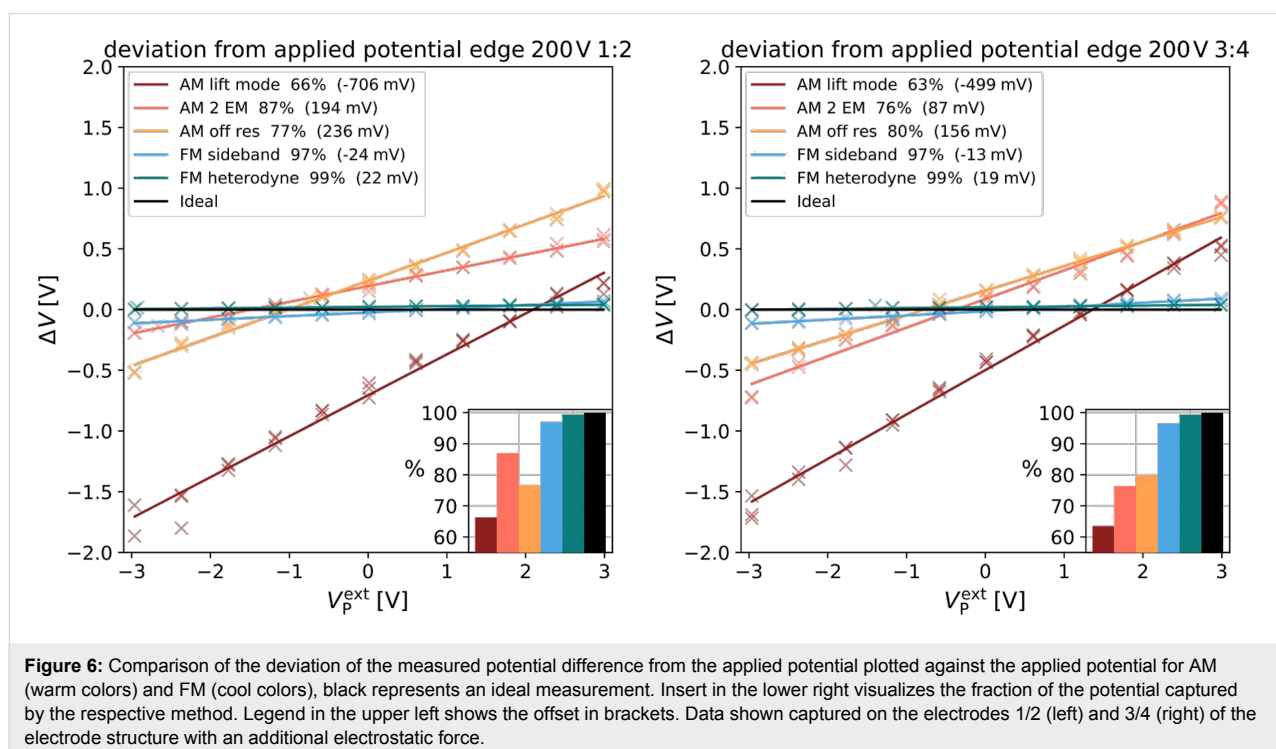 deviation from applied potential edge 200V 1:2
2.0
1.5
1.0
0.5
0.0
−0.5
−1.0
−1.5
−2.0
ΔV [V]
AM lift mode 66% (-706 mV)
AM 2 EM 87% (194 mV)
AM off res 77% (236 mV)
FM sideband 97% (-24 mV)
FM heterodyne 99% (22 mV)
Ideal
100
90
80
70
60
%
−3 −2 −1 0 1 2 3
V_P^ext [V]
deviation from applied potential edge 200V 3:4
2.0
1.5
1.0
0.5
0.0
−0.5
−1.0
−1.5
−2.0
ΔV [V]
AM lift mode 63% (-499 mV)
AM 2 EM 76% (87 mV)
AM off res 80% (156 mV)
FM sideband 97% (-13 mV)
FM heterodyne 99% (19 mV)
Ideal
100
90
80
70
60
%
−3 −2 −1 0 1 2 3
V_P^ext [V]
Figure 6: Comparison of the deviation of the measured potential difference from the applied potential plotted against the applied potential for AM
(warm colors) and FM (cool colors), black represents an ideal measurement. Insert in the lower right visualizes the fraction of the potential captured
by the respective method. Legend in the upper left shows the offset in brackets. Data shown captured on the electrodes 1/2 (left) and 3/4 (right) of the
electrode structure with an additional electrostatic force.